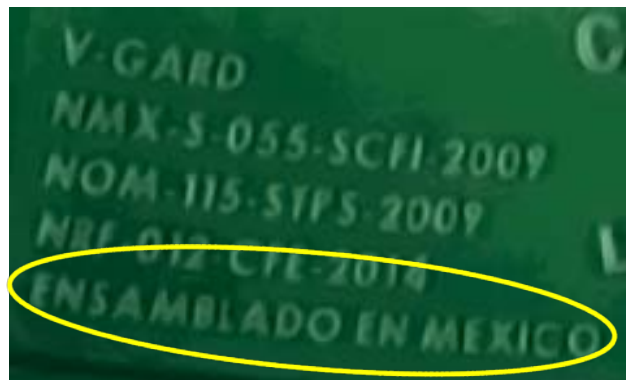 V-GARD
NMX-S-055-SCFI-2009
NOM-115-STPS-2009
NRF-012-CFE-2014
ENSAMBLADO EN MEXICO